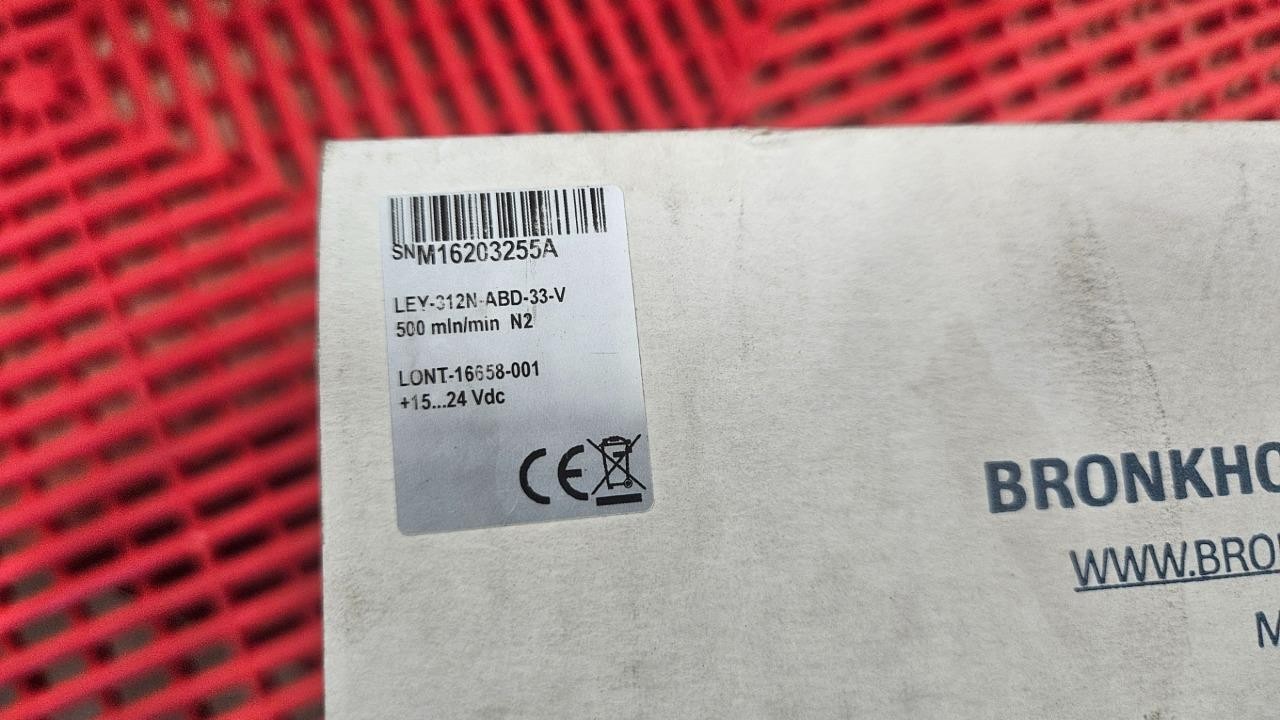 SNM16203255A
LEY-312N-ABD-33-V
500 mln/min N2
LONT-16658-001
+15...24 Vdc
CE
BRONKHO
WWW.BRO
M